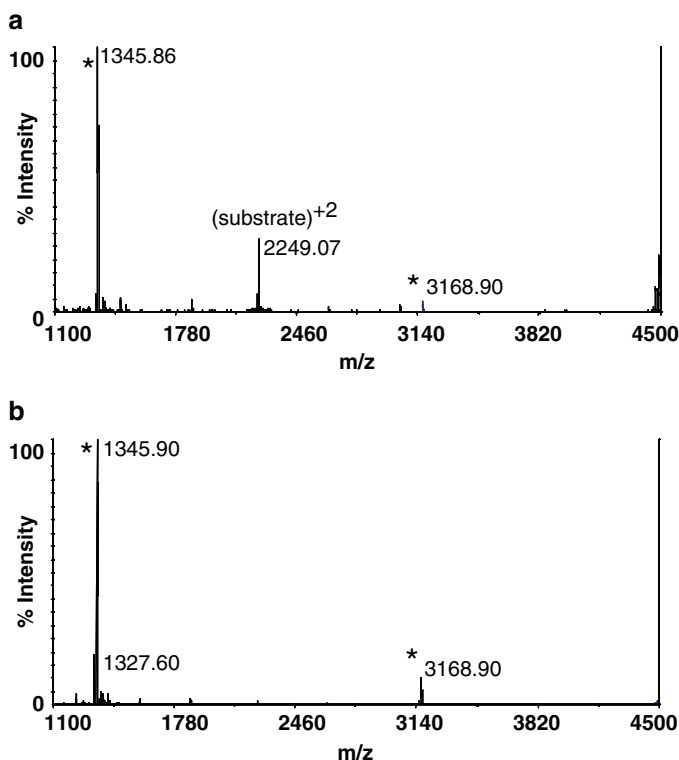 a
100
* 1345.86
(substrate)+2
2249.07
* 3168.90
% Intensity
0
1100 1780 2460 3140 3820 4500
m/z
b
100
* 1345.90
1327.60
* 3168.90
% Intensity
0
1100 1780 2460 3140 3820 4500
m/z